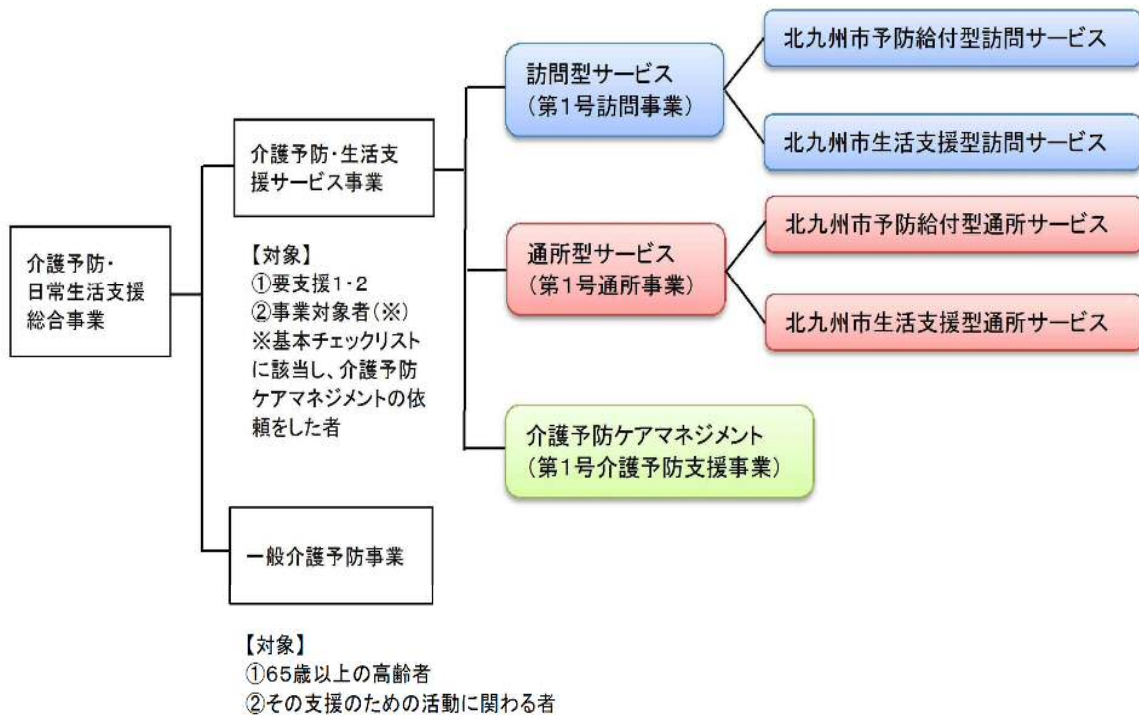 介護予防・
日常生活支援
総合事業
介護予防・生活支
援サービス事業
【対象】
①要支援1・2
②事業対象者(※)
※基本チェックリスト
に該当し、介護予防
ケアマネジメントの依
頼をした者
訪問型サービス
(第1号訪問事業)
北九州市予防給付型訪問サービス
北九州市生活支援型訪問サービス
通所型サービス
(第1号通所事業)
北九州市予防給付型通所サービス
北九州市生活支援型通所サービス
介護予防ケアマネジメント
(第1号介護予防支援事業)
一般介護予防事業
【対象】
①65歳以上の高齢者
②その支援のための活動に関わる者